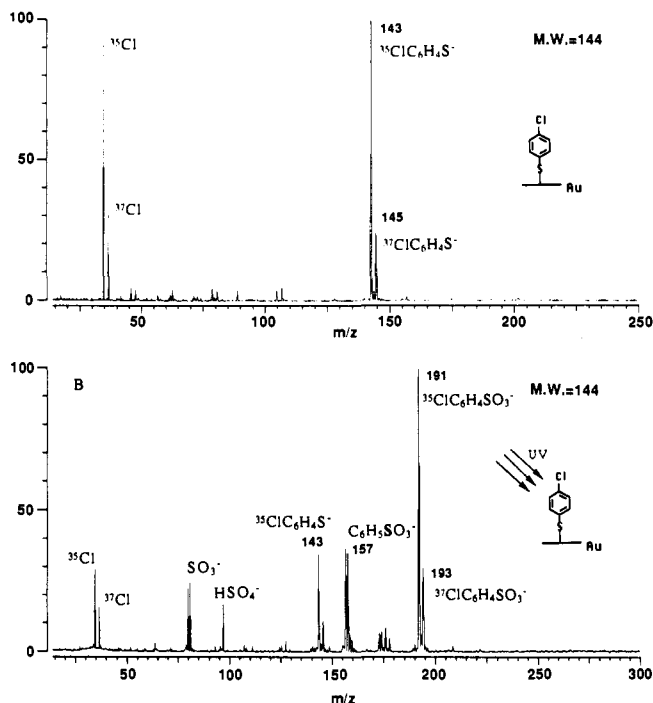 100
50
0
³⁵Cl
³⁷Cl
143
³⁵ClC₆H₄S⁻
145
³⁷ClC₆H₄S⁻
M.W.=144
Cl
S
Au
50
100
150
200
250
m/z
B
100
50
0
³⁵Cl
³⁷Cl
SO₃⁻
HSO₄⁻
³⁵ClC₆H₄S⁻
143
C₆H₅SO₃⁻
157
191
³⁵ClC₆H₄SO₃⁻
193
³⁷ClC₆H₄SO₃⁻
M.W.=144
UV
Cl
S
Au
50
100
150
200
250
300
m/z